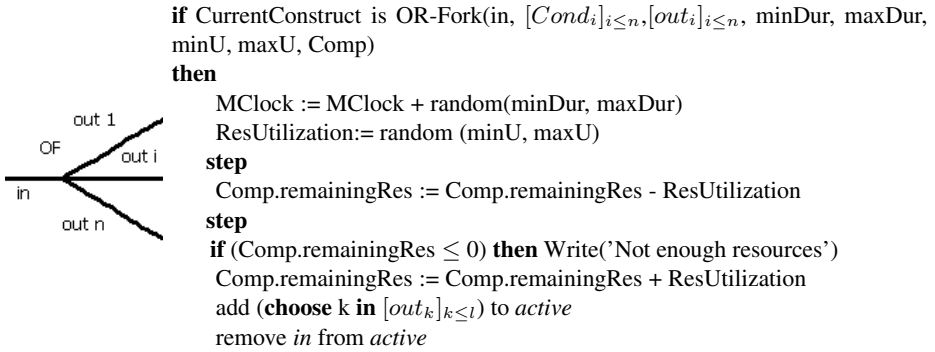 if CurrentConstruct is OR-Fork(in, [Cond_i]_{i≤n},[out_i]_{i≤n}, minDur, maxDur,
minU, maxU, Comp)
then
MClock := MClock + random(minDur, maxDur)
ResUtilization:= random (minU, maxU)
step
Comp.remainingRes := Comp.remainingRes - ResUtilization
step
if (Comp.remainingRes ≤ 0) then Write('Not enough resources')
Comp.remainingRes := Comp.remainingRes + ResUtilization
add (choose k in [out_k]_{k≤l}) to active
remove in from active
out 1
OF
out i
in
out n